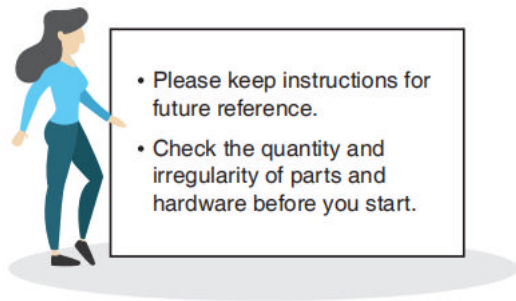 • Please keep instructions for
future reference.
• Check the quantity and
irregularity of parts and
hardware before you start.